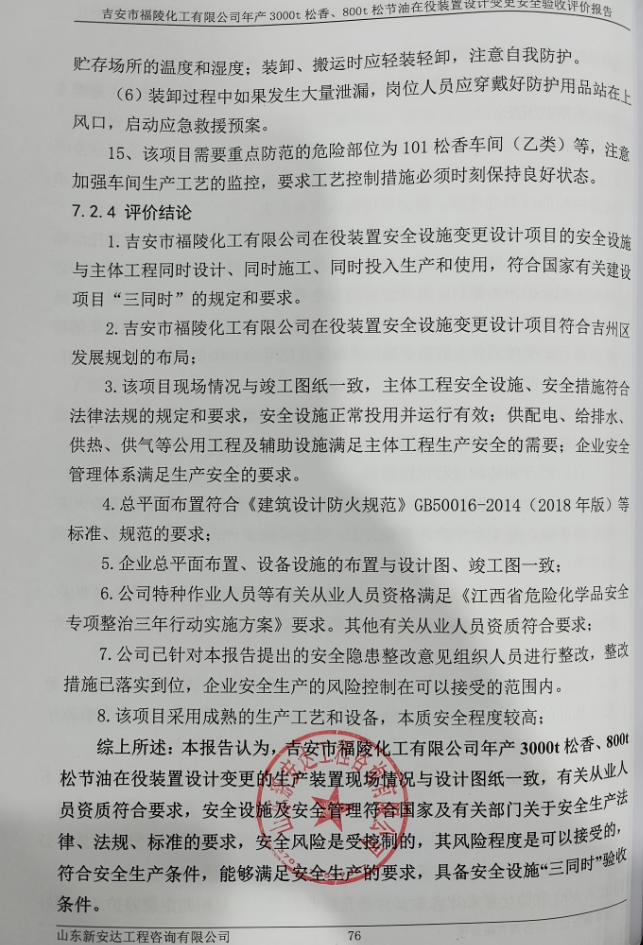 吉安市福陵化工有限公司年产3000t松香、800t松节油在役装置设计变更安全验收评价报告
贮存场所的温度和湿度；装卸、搬运时应轻装轻卸，注意自我防护。
（6）装卸过程中如果发生大量泄漏，岗位人员应穿戴好防护用品站在上
风口，启动应急救援预案。
15、该项目需要重点防范的危险部位为101松香车间（乙类）等，注意
加强车间生产工艺的监控，要求工艺控制措施必须时刻保持良好状态。
7.2.4 评价结论
1.吉安市福陵化工有限公司在役装置安全设施变更设计项目的安全设施
与主体工程同时设计、同时施工、同时投入生产和使用，符合国家有关建设
项目“三同时”的规定和要求。
2.吉安市福陵化工有限公司在役装置安全设施变更设计项目符合吉州区
发展规划的布局；
3.该项目现场情况与竣工图纸一致，主体工程安全设施、安全措施符合
法律法规的规定和要求，安全设施正常投用并运行有效；供配电、给排水、
供热、供气等公用工程及辅助设施满足主体工程生产安全的需要；企业安全
管理体系满足生产安全的要求。
4.总平面布置符合《建筑设计防火规范》GB50016-2014（2018年版）等
标准、规范的要求；
5.企业总平面布置、设备设施的布置与设计图、竣工图一致；
6.公司特种作业人员等有关从业人员资格满足《江西省危险化学品安全
专项整治三年行动实施方案》要求。其他有关从业人员资质符合要求；
7.公司已针对本报告提出的安全隐患整改意见组织人员进行整改，整改
措施已落实到位，企业安全生产的风险控制在可以接受的范围内。
8.该项目采用成熟的生产工艺和设备，本质安全程度较高；
综上所述：本报告认为，吉安市福陵化工有限公司年产3000t松香、800t
松节油在役装置设计变更的生产装置现场情况与设计图纸一致，有关从业人
员资质符合要求，安全设施及安全管理符合国家及有关部门关于安全生产法
律、法规、标准的要求，安全风险是受控制的，其风险程度是可以接受的，
符合安全生产条件，能够满足安全生产的要求，具备安全设施“三同时”验收
条件。
山东新安达工程咨询有限公司
76